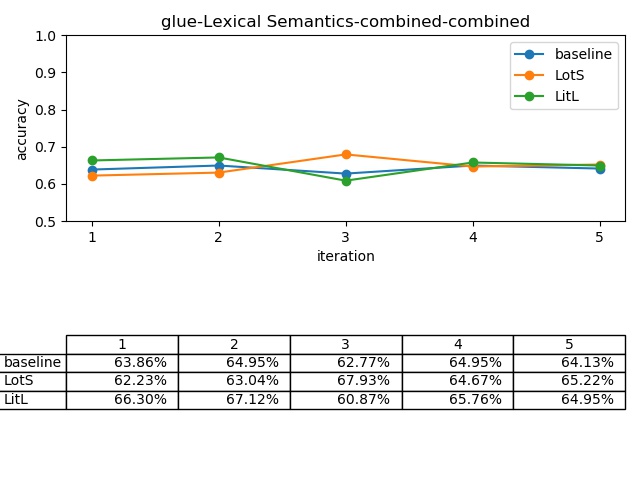 glue-Lexical Semantics-combined-combined
1.0
0.9
0.8
0.7
0.6
0.5
accuracy
baseline
LotS
LitL
1 2 3 4 5
iteration
1 2 3 4 5
baseline 63.86% 64.95% 62.77% 64.95% 64.13%
LotS 62.23% 63.04% 67.93% 64.67% 65.22%
LitL 66.30% 67.12% 60.87% 65.76% 64.95%